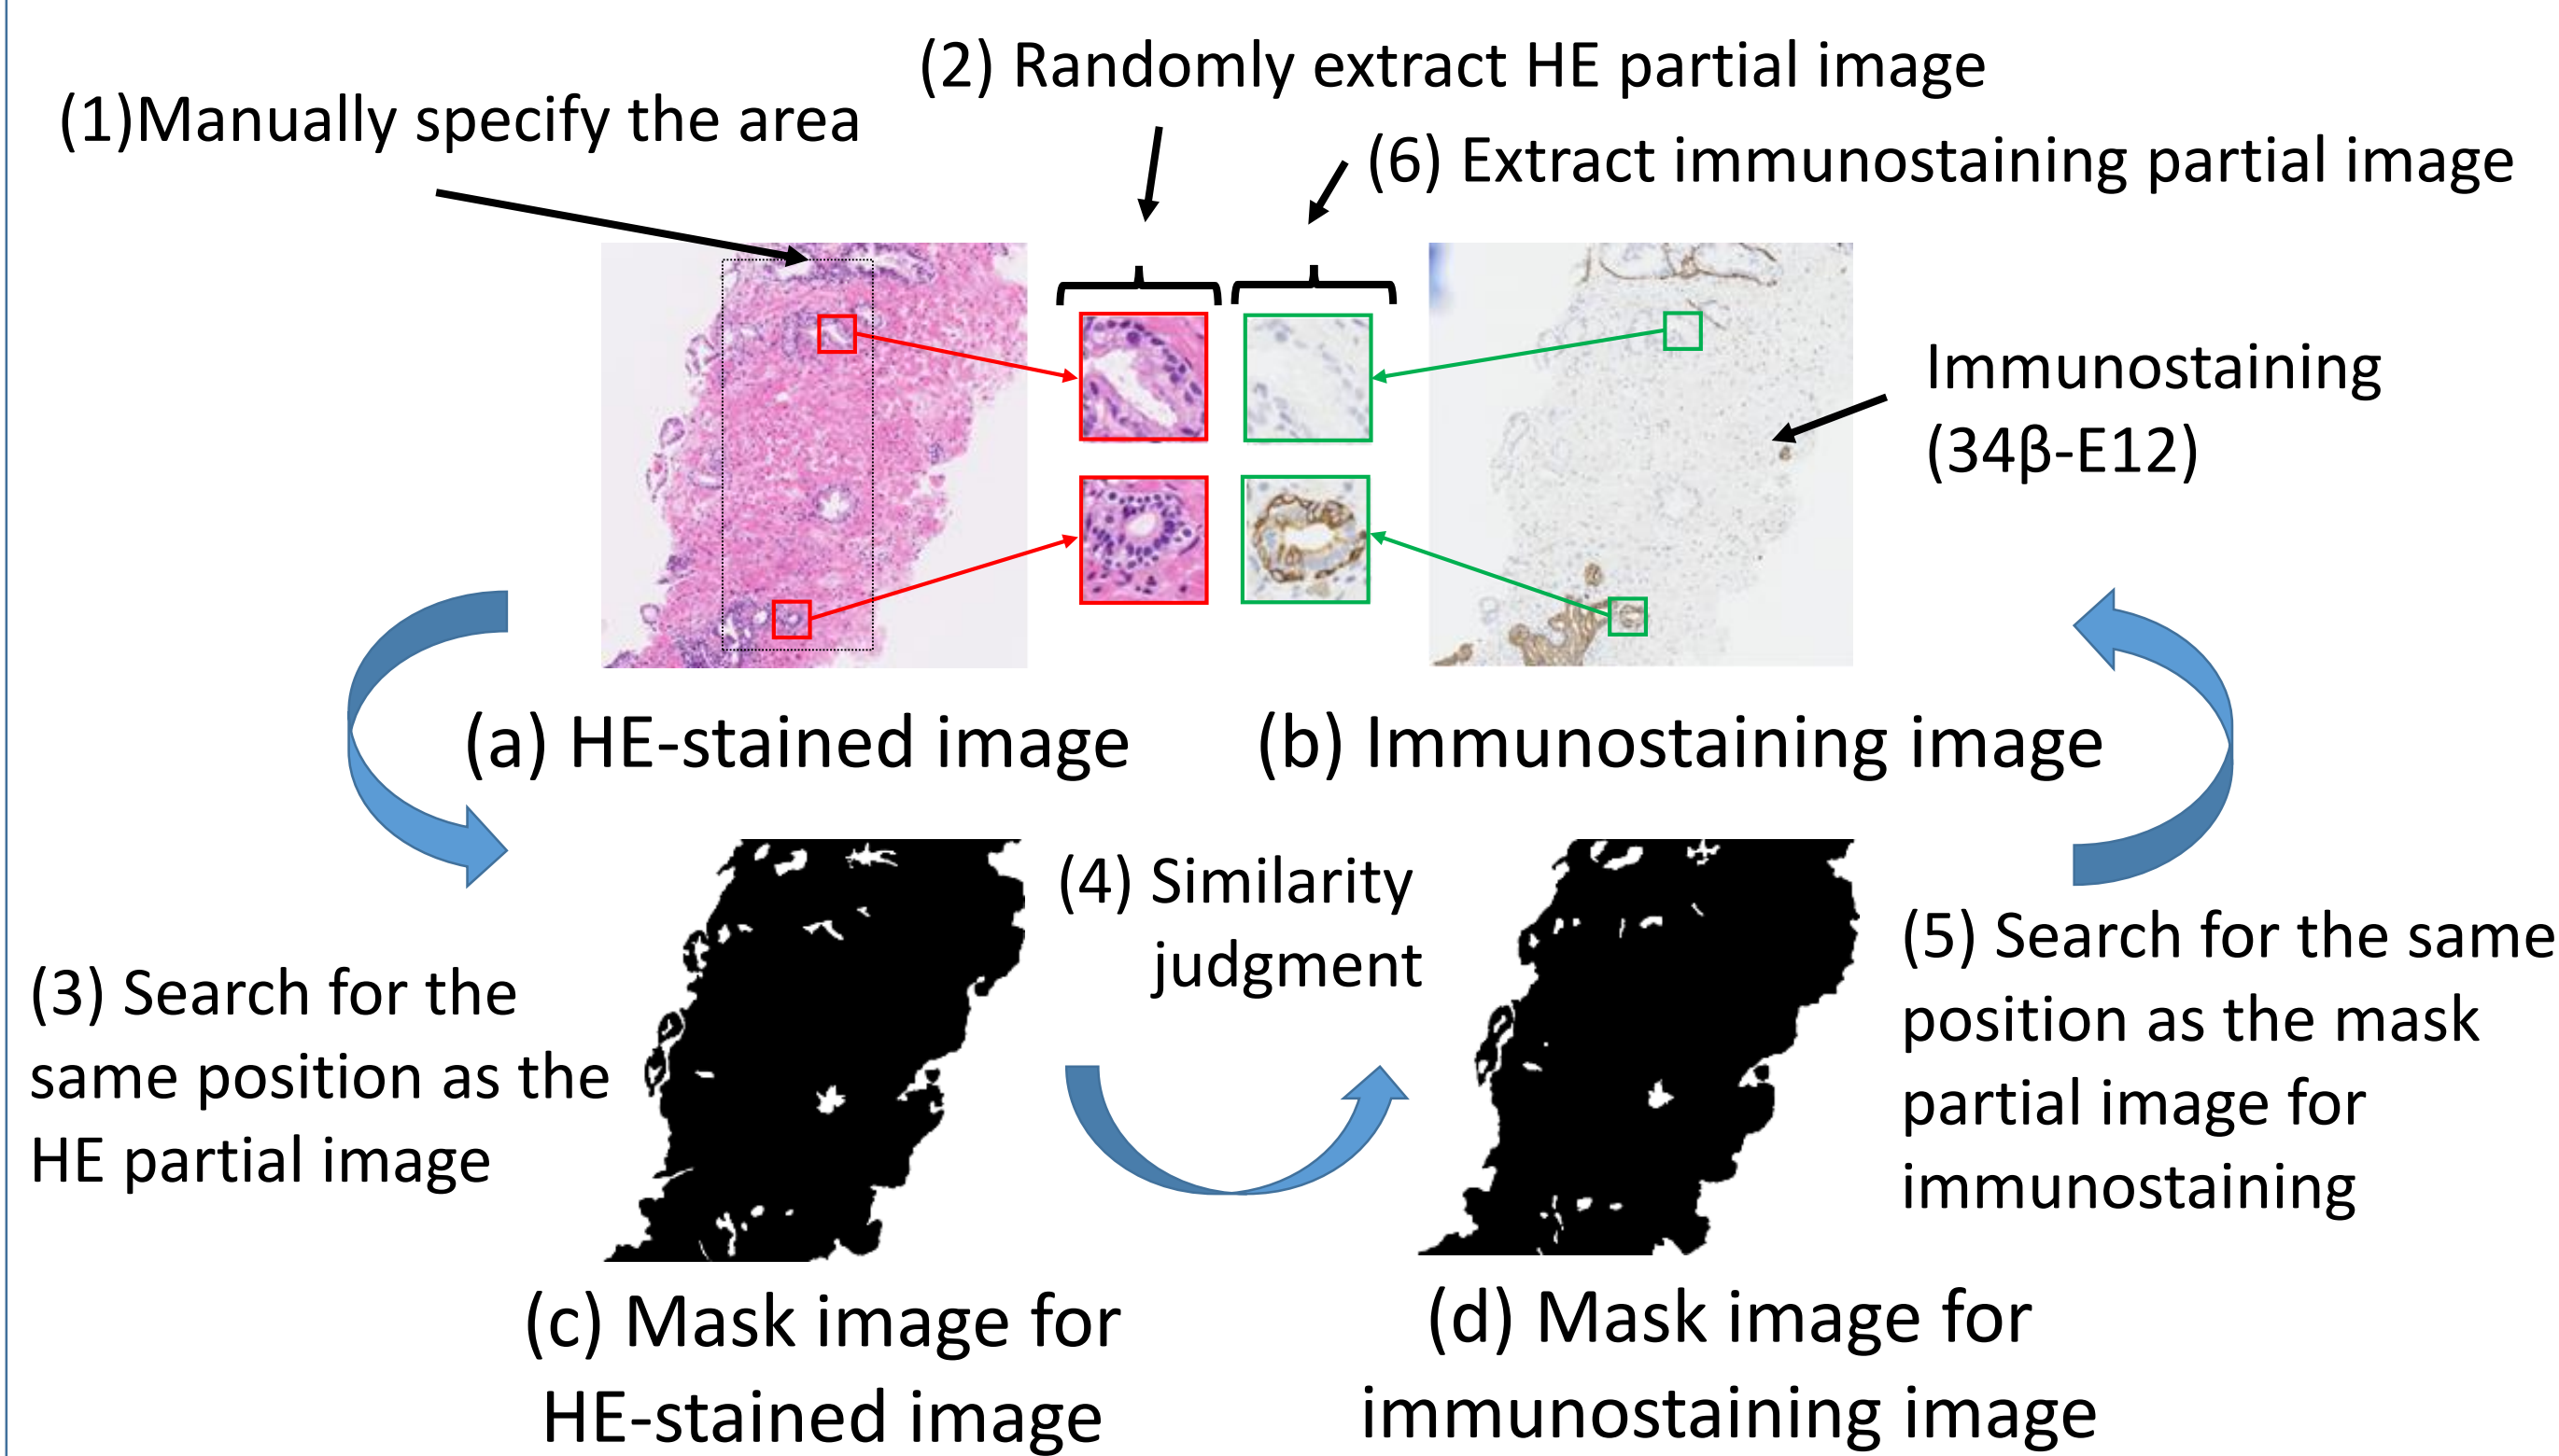 (2) Randomly extract HE partial image
(1)Manually specify the area
(6) Extract immunostaining partial image
Immunostaining
(34β-E12)
(a) HE-stained image
(b) Immunostaining image
(4) Similarity
judgment
(3) Search for the
same position as the
HE partial image
(5) Search for the same
position as the mask
partial image for
immunostaining
(c) Mask image for
HE-stained image
(d) Mask image for
immunostaining image